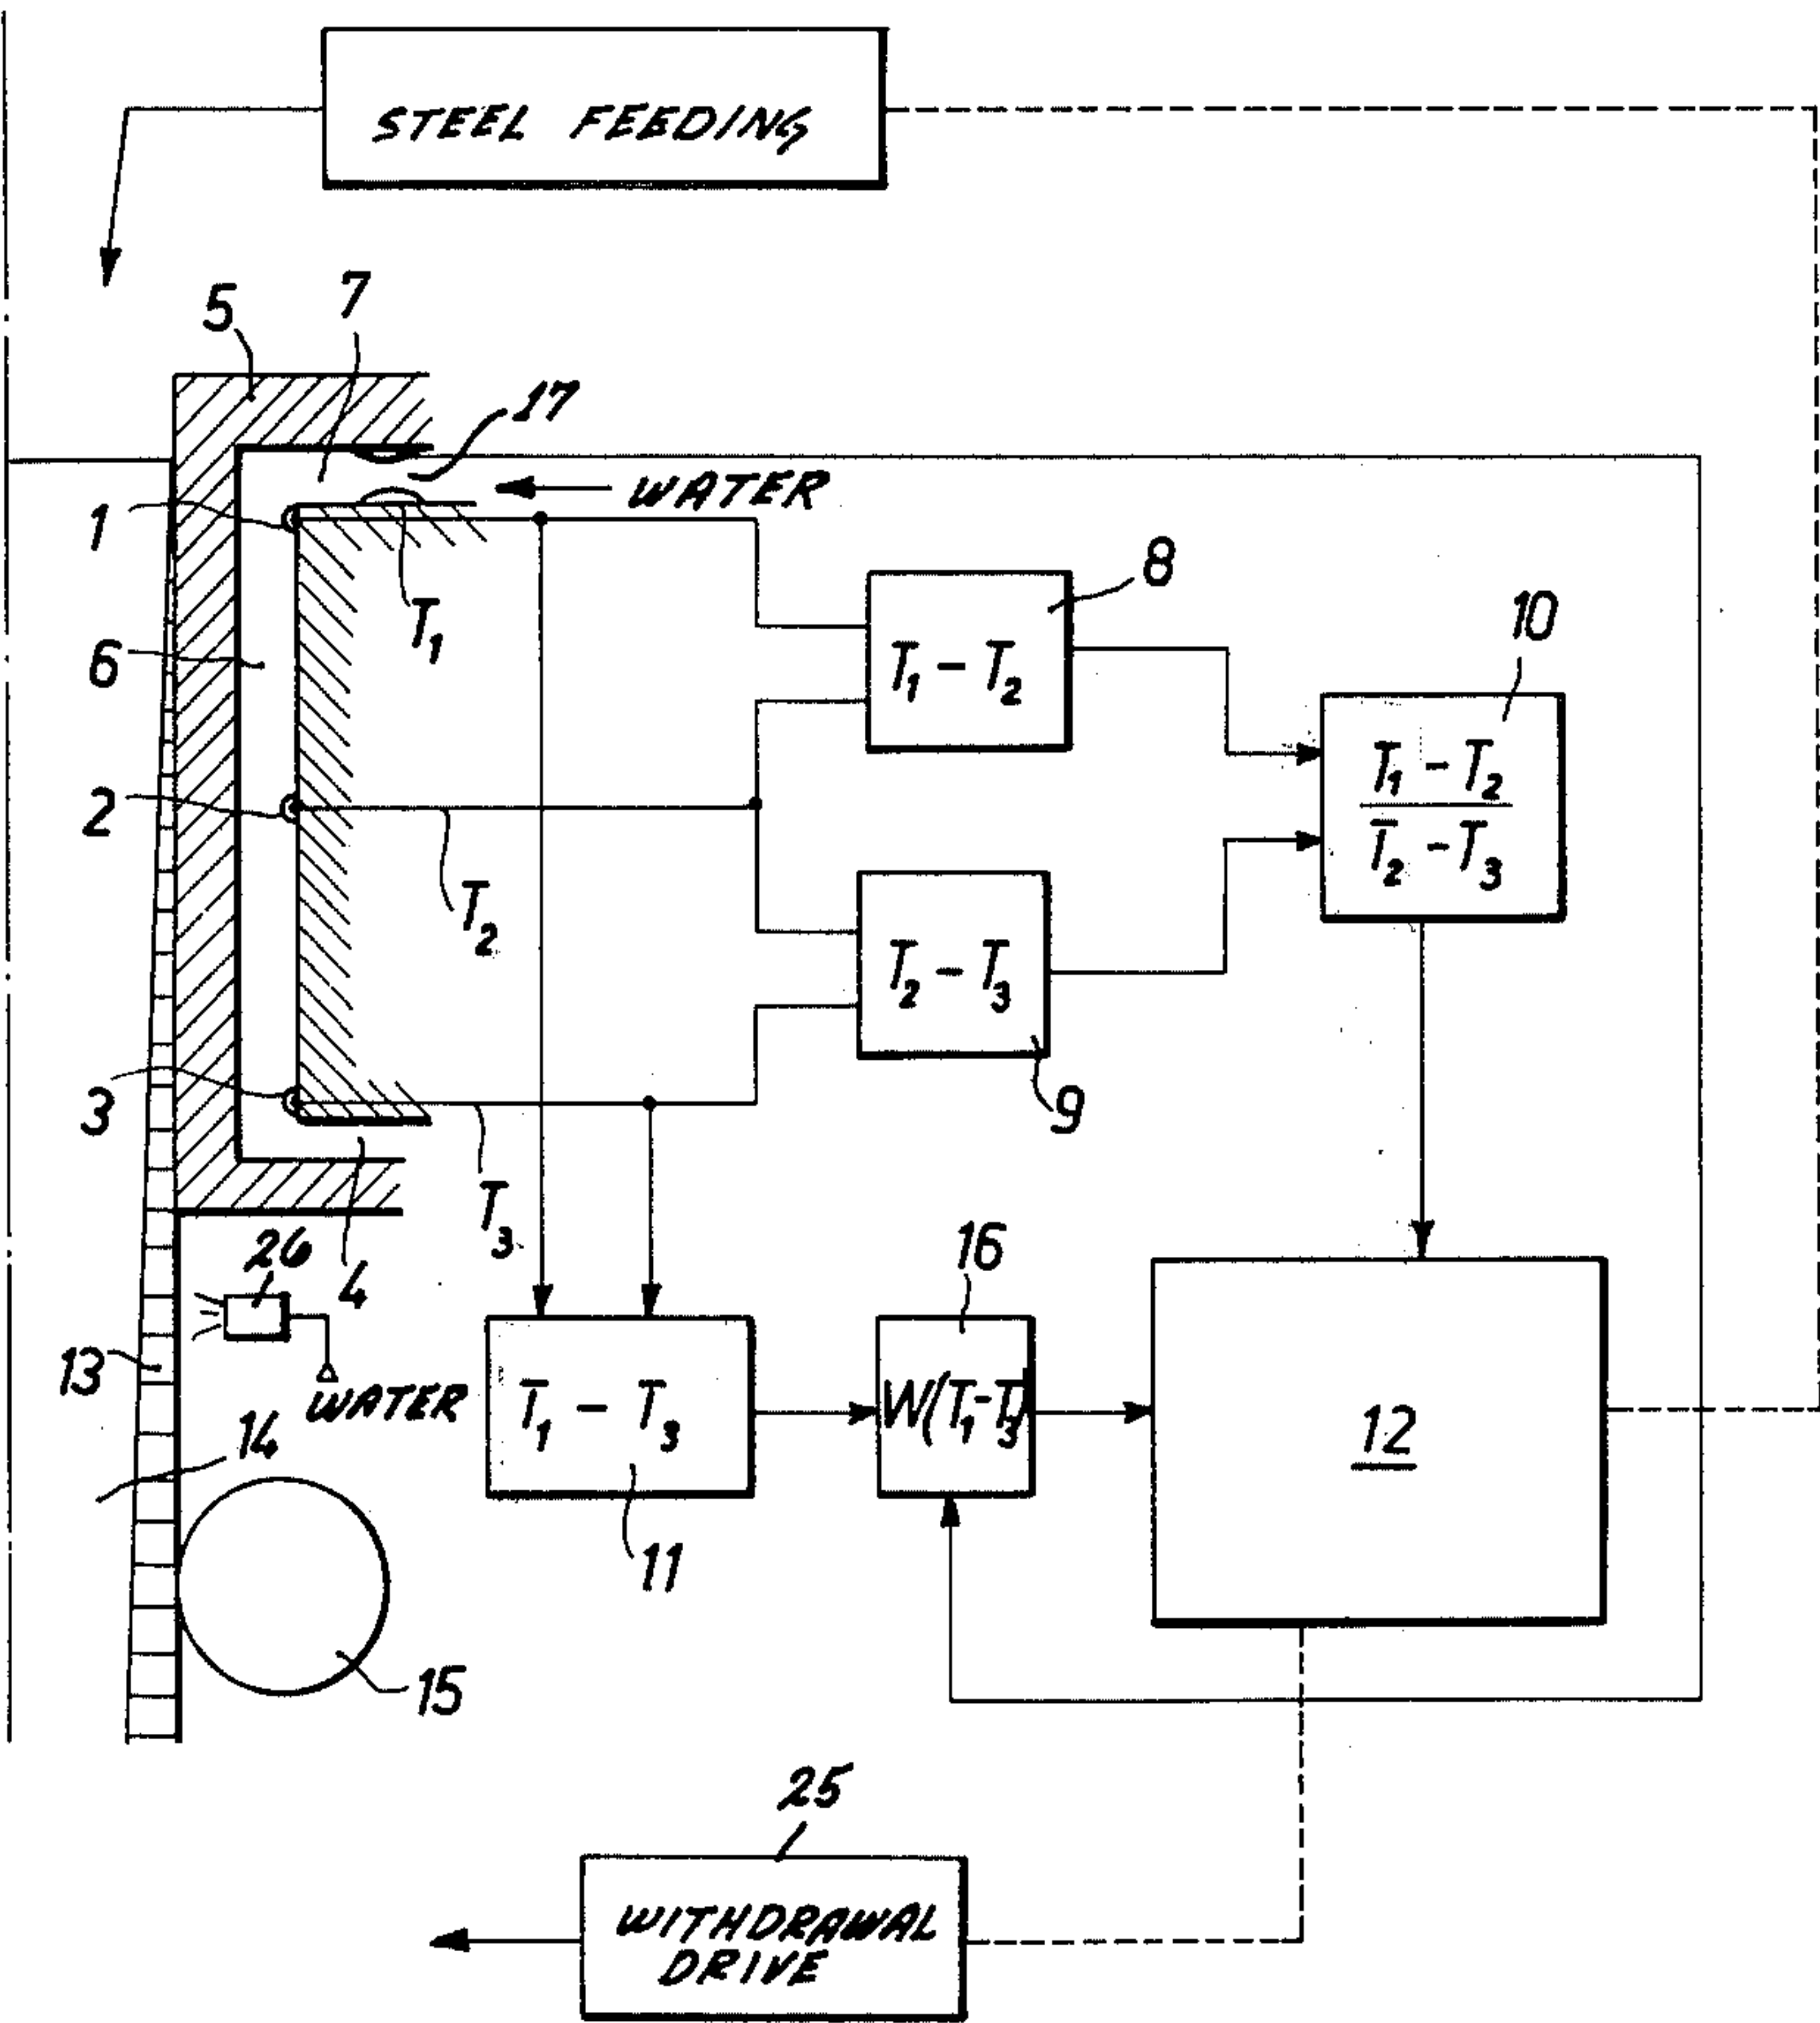 STEEL FEEDING
7
5
17
WATER
1
8
T₁
10
6
T₁ - T₂
T₁ - T₂
2
T₂ - T₃
T₂
T₂ - T₃
3
9
T₃
26
4
16
13
WATER
T₁ - T₃
W(T₁-T₃)
12
14
11
15
25
WITHDRAWAL
DRIVE